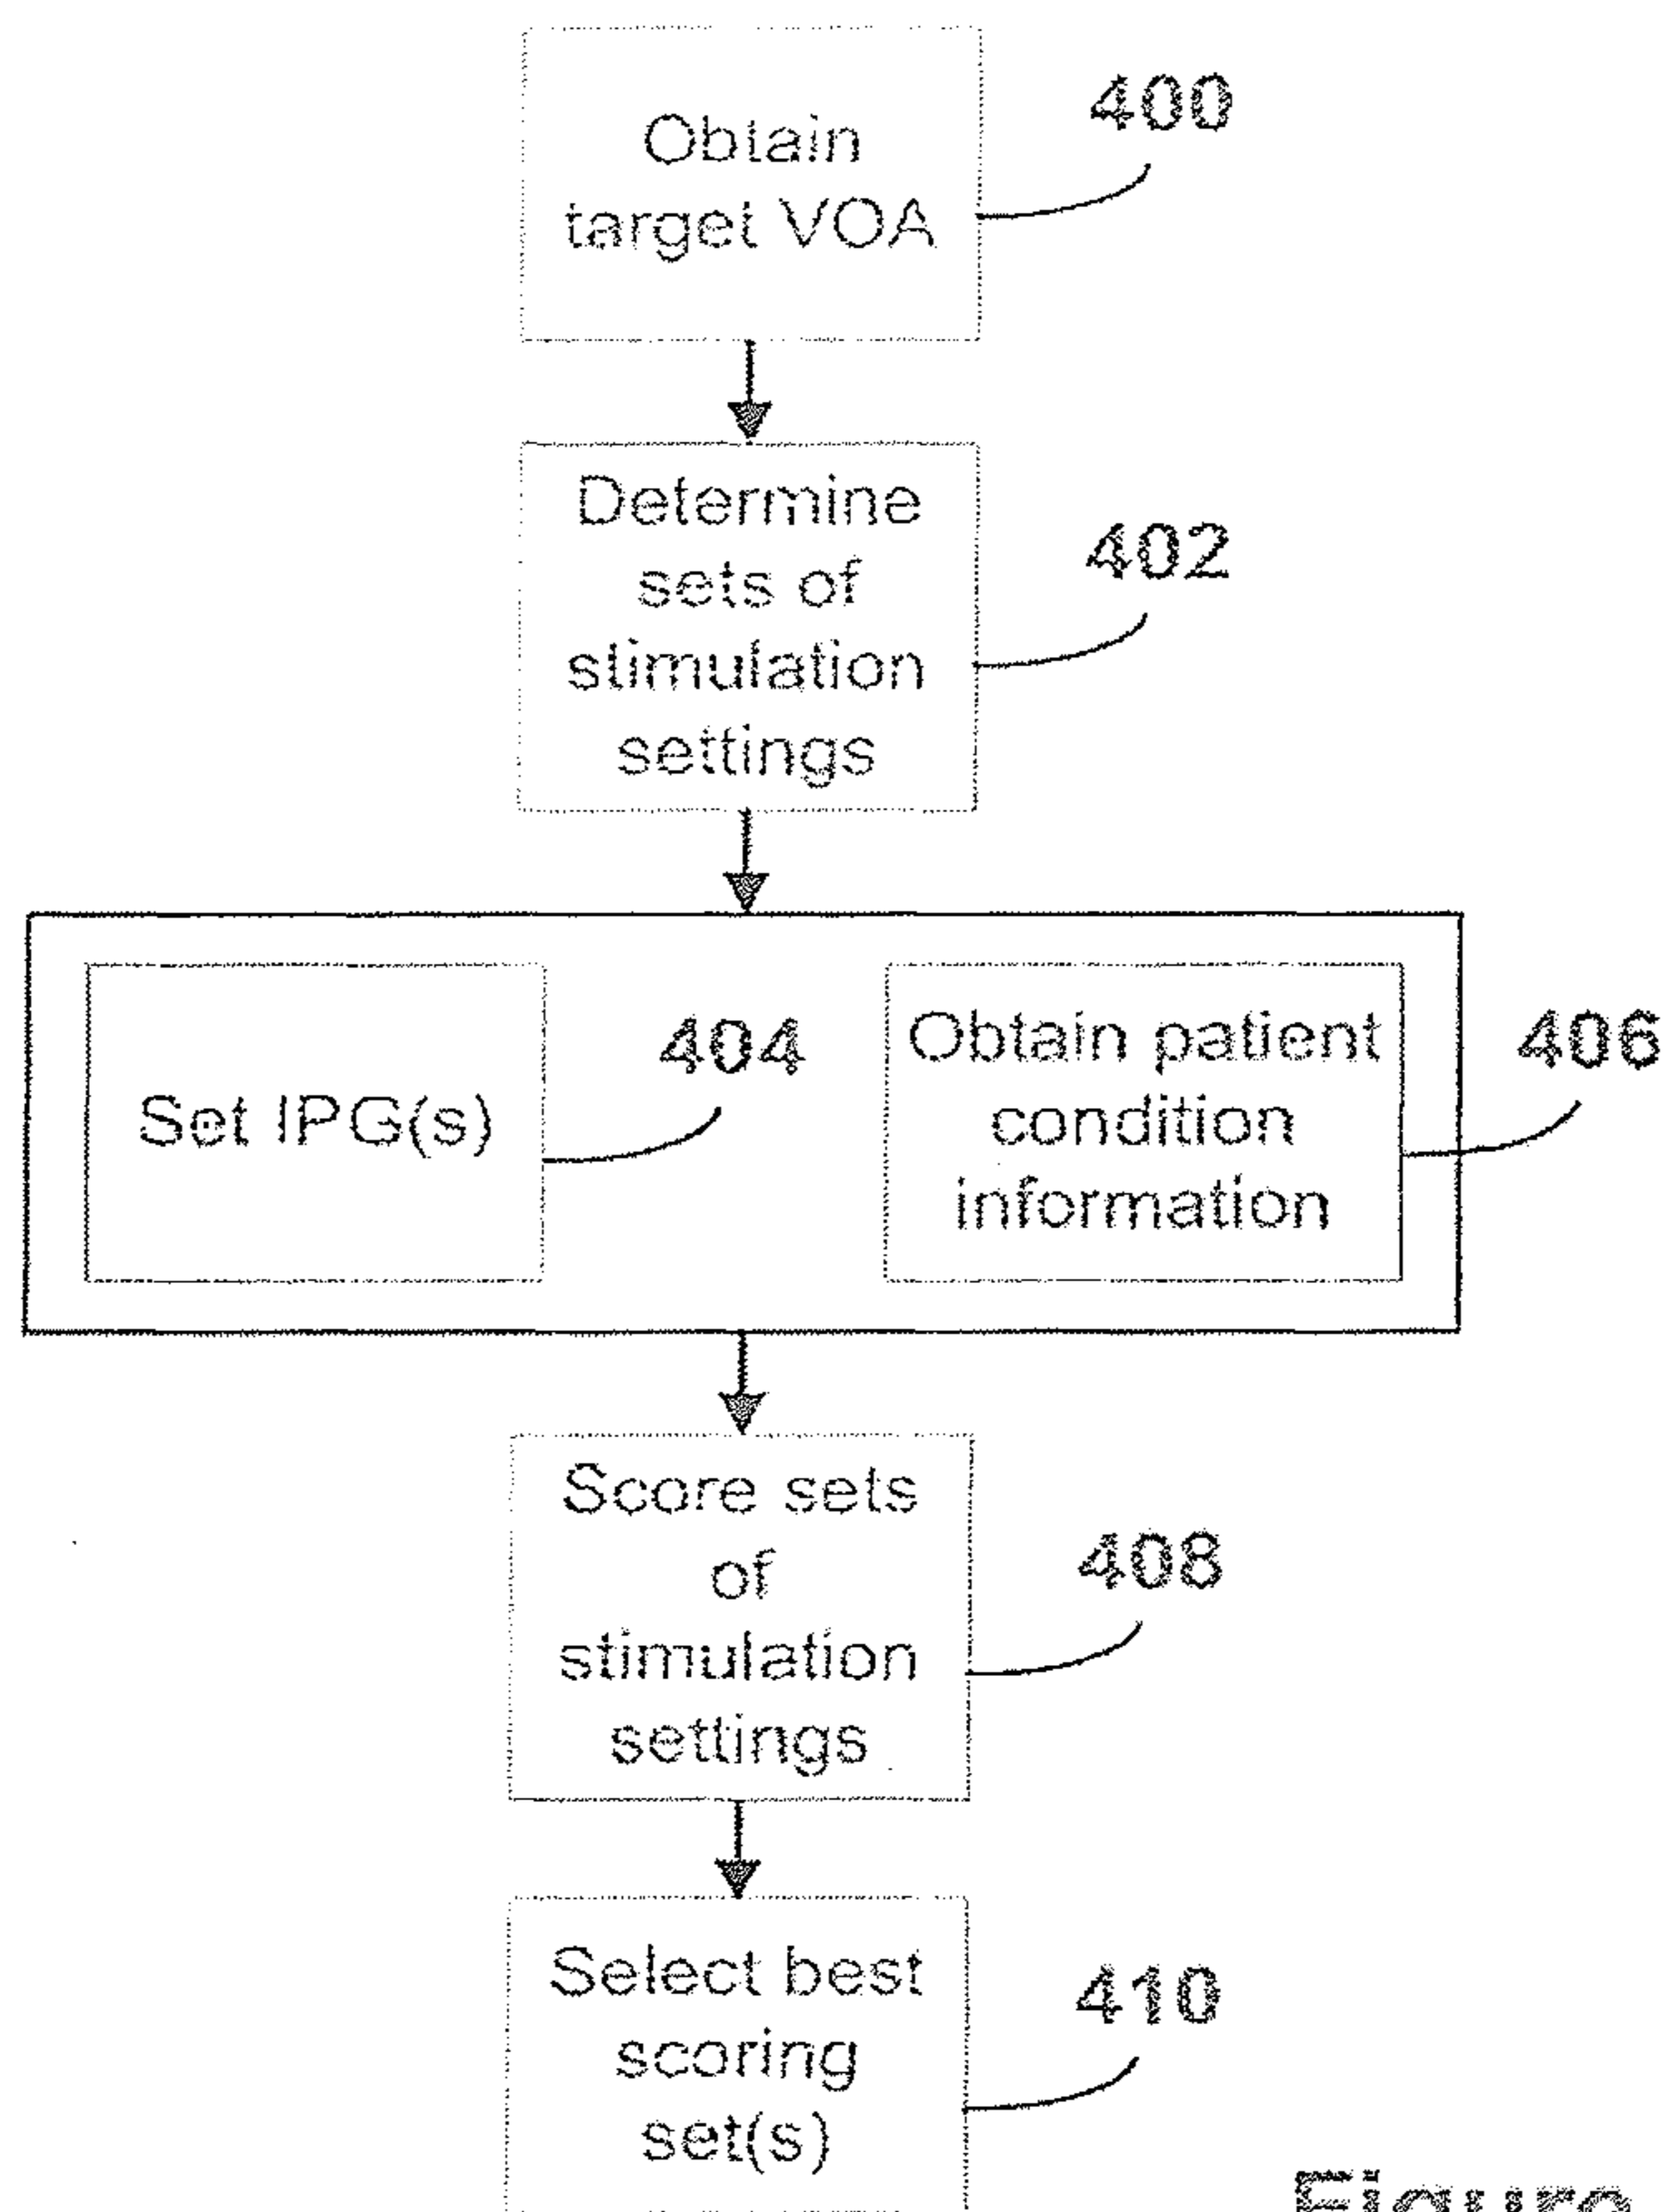 Obtain
target VOA
400
Determine
sets of
stimulation
settings
402
Set IPG(s)
404
Obtain patient
condition
information
406
Score sets
of
stimulation
settings
408
Select best
scoring
set(s)
410
Figure